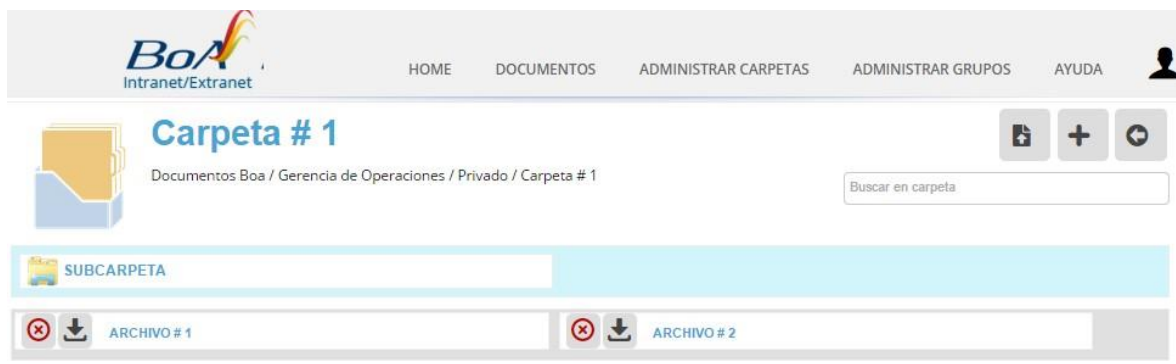 BoA
Intranet/Extranet
HOME DOCUMENTOS ADMINISTRAR CARPETAS ADMINISTRAR GRUPOS AYUDA
Carpeta # 1
Documentos Boa / Gerencia de Operaciones / Privado / Carpeta # 1
Buscar en carpeta
SUBCARPETA
ARCHIVO # 1 ARCHIVO # 2